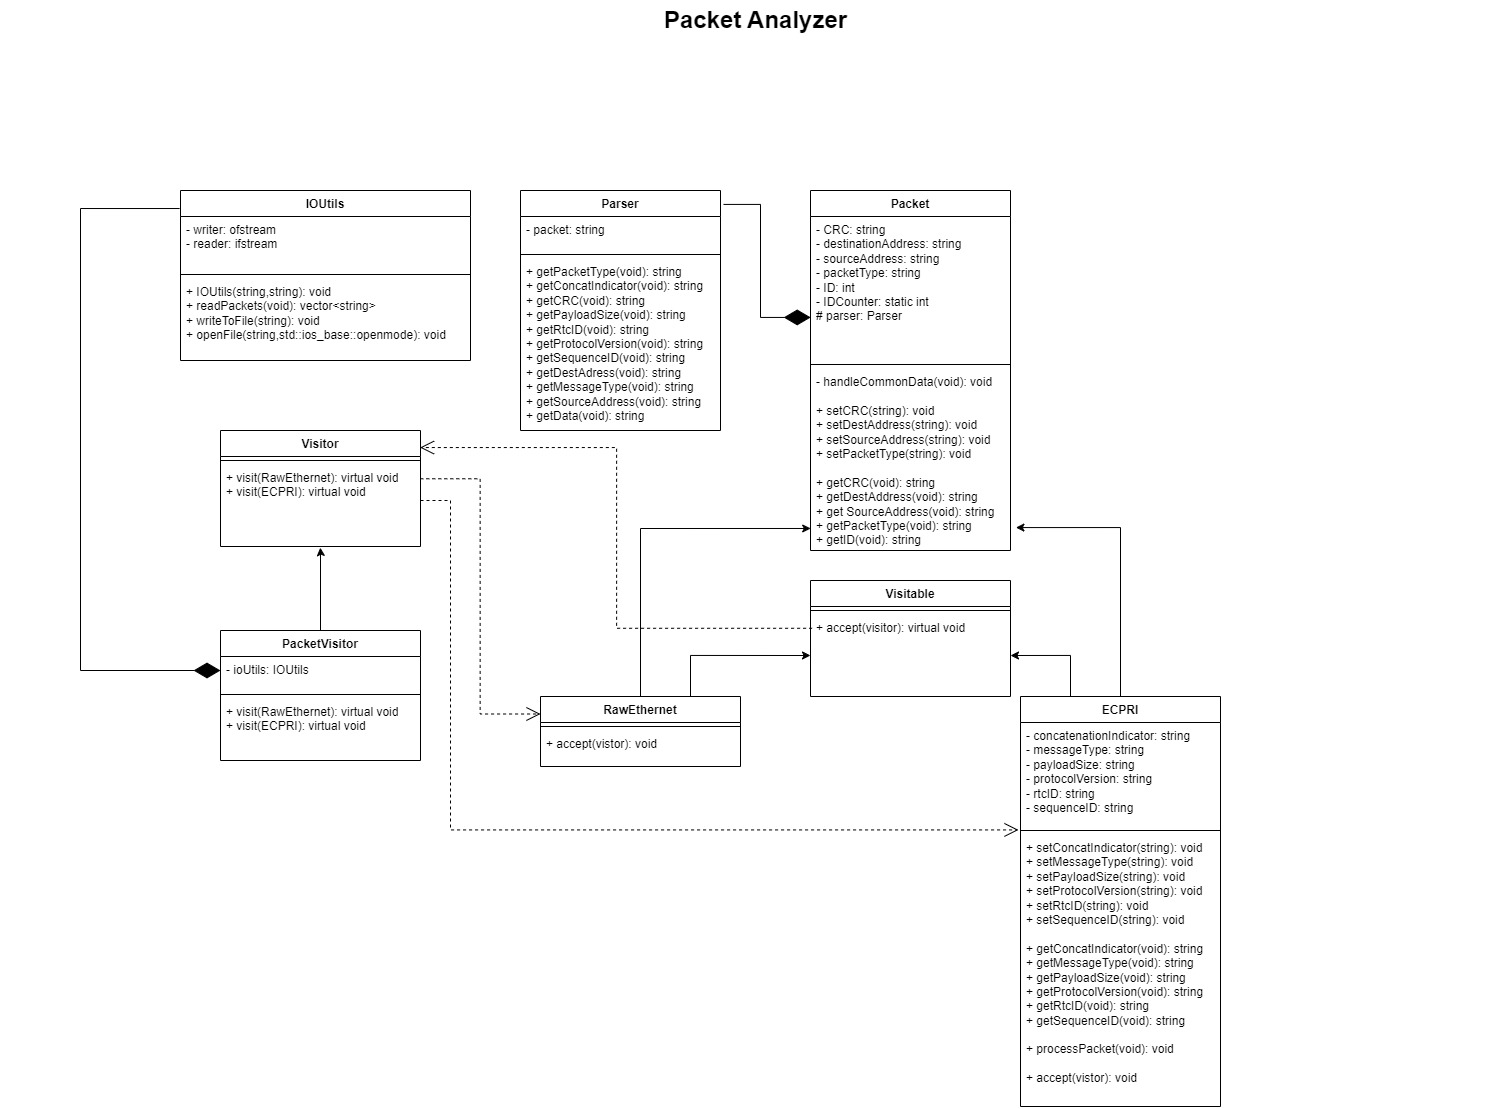 Packet Analyzer
IOUtils
- writer: ofstream
- reader: ifstream
+ IOUtils(string,string): void
+ readPackets(void): vector<string>
+ writeToFile(string): void
+ openFile(string,std::ios_base::openmode): void
Parser
- packet: string
+ getPacketType(void): string
+ getConcatIndicator(void): string
+ getCRC(void): string
+ getPayloadSize(void): string
+ getRtcID(void): string
+ getProtocolVersion(void): string
+ getSequenceID(void): string
+ getDestAdress(void): string
+ getMessageType(void): string
+ getSourceAddress(void): string
+ getData(void): string
Packet
- CRC: string
- destinationAddress: string
- sourceAddress: string
- packetType: string
- ID: int
- IDCounter: static int
# parser: Parser
- handleCommonData(void): void
+ setCRC(string): void
+ setDestAddress(string): void
+ setSourceAddress(string): void
+ setPacketType(string): void
+ getCRC(void): string
+ getDestAddress(void): string
+ get SourceAddress(void): string
+ getPacketType(void): string
+ getID(void): string
Visitor
+ visit(RawEthernet): virtual void
+ visit(ECPRI): virtual void
Visitable
+ accept(visitor): virtual void
PacketVisitor
- ioUtils: IOUtils
+ visit(RawEthernet): virtual void
+ visit(ECPRI): virtual void
RawEthernet
+ accept(vistor): void
ECPRI
- concatenationIndicator: string
- messageType: string
- payloadSize: string
- protocolVersion: string
- rtcID: string
- sequenceID: string
+ setConcatIndicator(string): void
+ setMessageType(string): void
+ setPayloadSize(string): void
+ setProtocolVersion(string): void
+ setRtcID(string): void
+ setSequenceID(string): void
+ getConcatIndicator(void): string
+ getMessageType(void): string
+ getPayloadSize(void): string
+ getProtocolVersion(void): string
+ getRtcID(void): string
+ getSequenceID(void): string
+ processPacket(void): void
+ accept(vistor): void